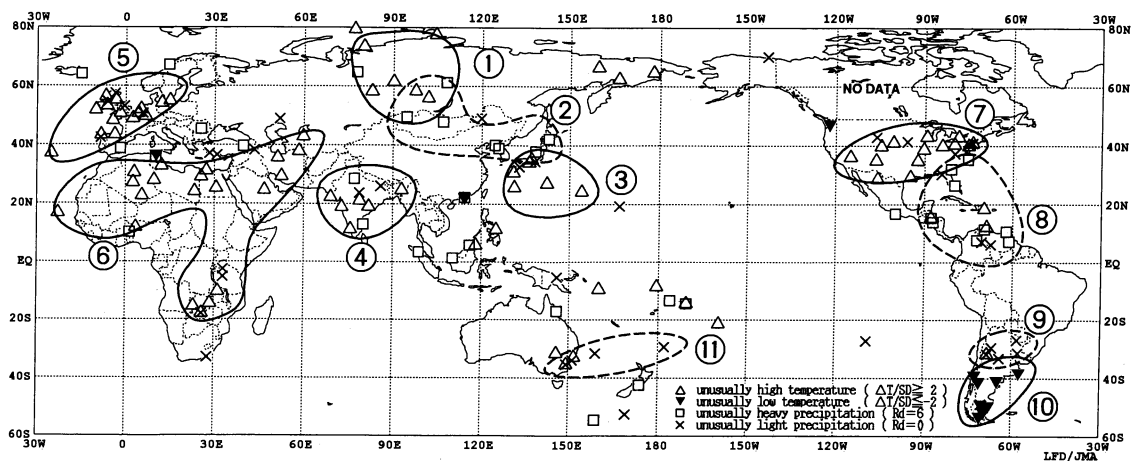 30W 0 30E 60E 90E 120E 150E 180 150W 120W 90W 60W 30W
80N 80N
⑤ ① NO DATA
60N 60N
② ⑦
40N 40N
③
20N ⑧ 20N
⑥ ④
EQ EQ
20S ⑨ 20S
⑪
40S 40S
△ unusually high temperature ( △T/SD≧ 2 )
▼ unusually low temperature ( △T/SD≦-2 ) ⑩
□ unusually heavy precipitation ( Rd=6 )
× unusually light precipitation ( Rd=0 )
60S 60S
30W 0 30E 60E 90E 120E 150E 180 150W 120W 90W 60W 30W
LFD/JMA